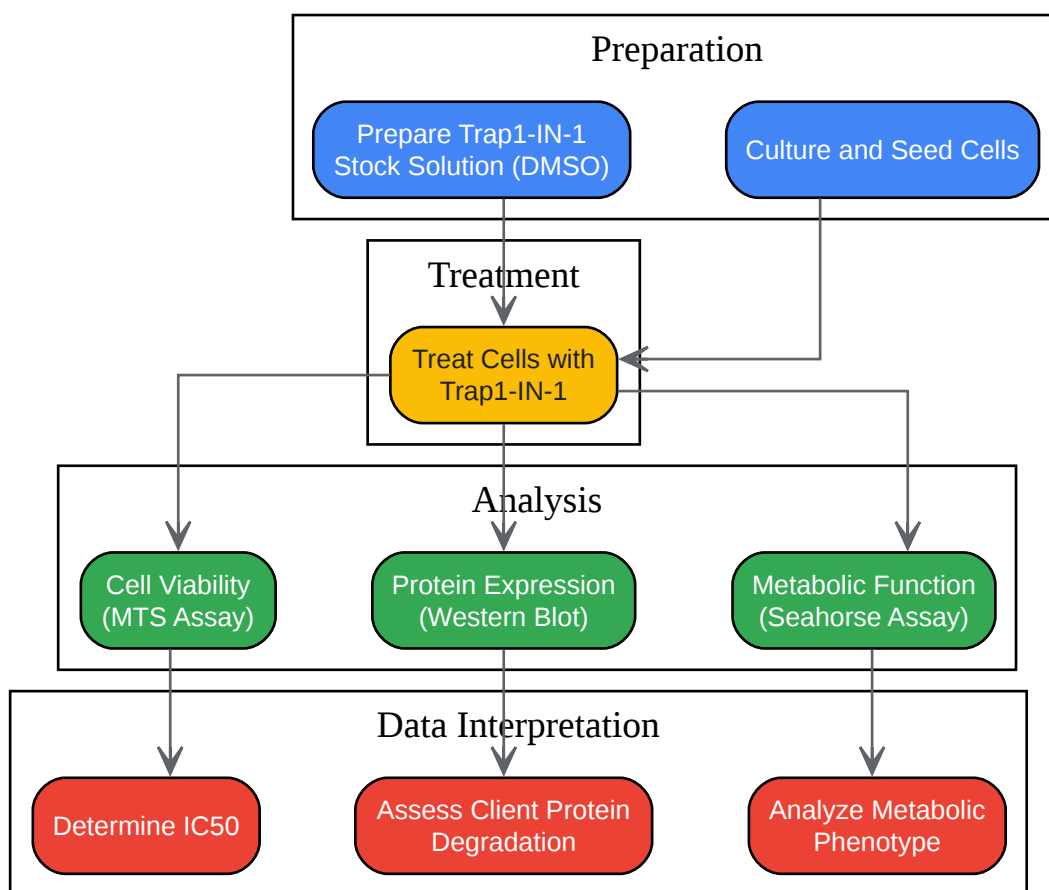 Preparation
Prepare Trap1-IN-1
Stock Solution (DMSO)
Culture and Seed Cells
Treatment
Treat Cells with
Trap1-IN-1
Analysis
Cell Viability
(MTS Assay)
Protein Expression
(Western Blot)
Metabolic Function
(Seahorse Assay)
Data Interpretation
Determine IC50
Assess Client Protein
Degradation
Analyze Metabolic
Phenotype